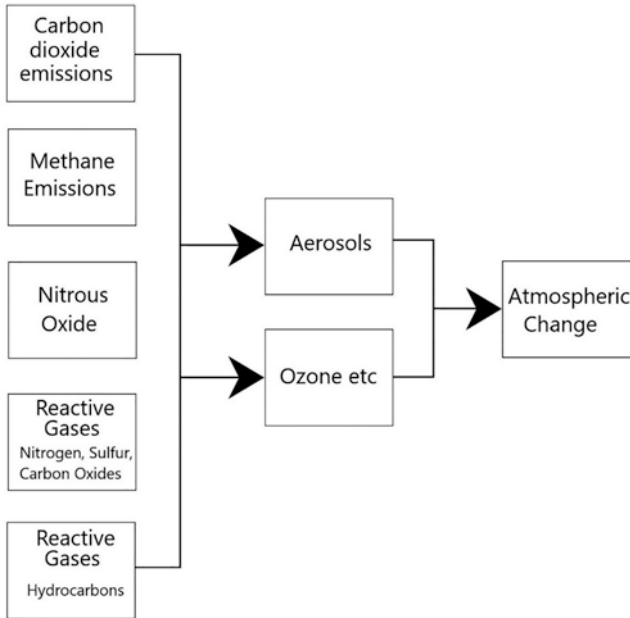 Carbon
dioxide
emissions
Methane
Emissions
Nitrous
Oxide
Reactive
Gases
Nitrogen, Sulfur,
Carbon Oxides
Reactive
Gases
Hydrocarbons
Aerosols
Ozone etc
Atmospheric
Change